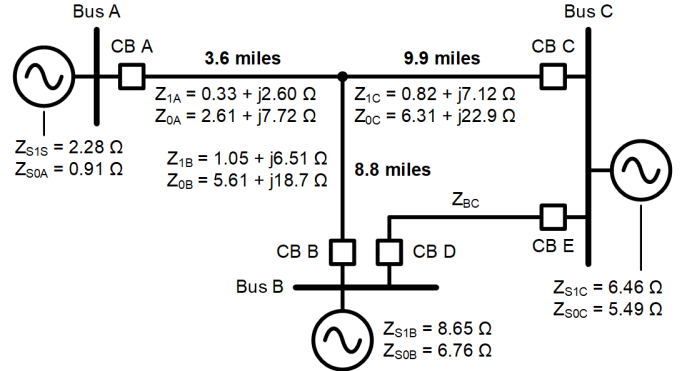 Bus A
Bus C
CB A
3.6 miles
9.9 miles
CB C
Z1A = 0.33 + j2.60 Ω
Z0A = 2.61 + j7.72 Ω
Z1C = 0.82 + j7.12 Ω
Z0C = 6.31 + j22.9 Ω
ZS1S = 2.28 Ω
ZS0A = 0.91 Ω
Z1B = 1.05 + j6.51 Ω
Z0B = 5.61 + j18.7 Ω
8.8 miles
ZBC
CB B
CB D
CB E
Bus B
ZS1C = 6.46 Ω
ZS0C = 5.49 Ω
ZS1B = 8.65 Ω
ZS0B = 6.76 Ω